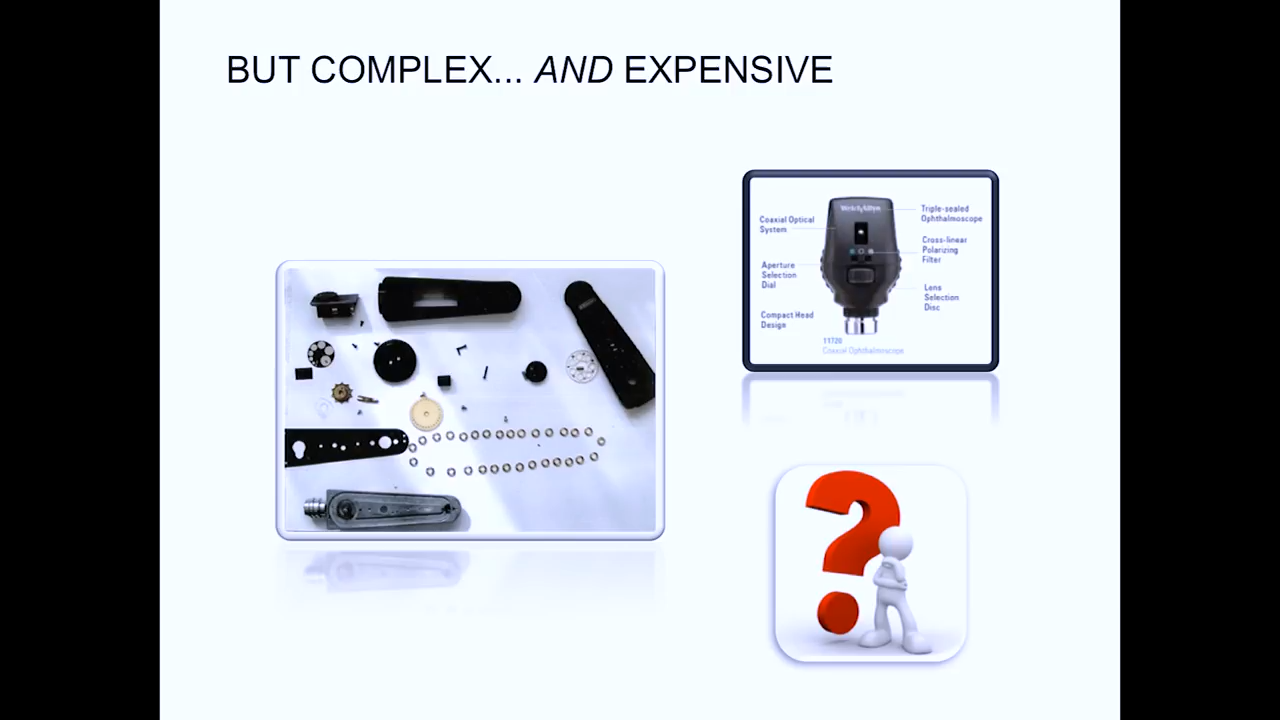 BUT COMPLEX... AND EXPENSIVE
WelchAllyn
Coaxial Optical
System
Aperture
Selection
Dial
Compact Head
Design
Triple-sealed
Ophthalmoscope
Cross-linear
Polarizing
Filter
Lens
Selection
Disc
11720
Coaxial Ophthalmoscope